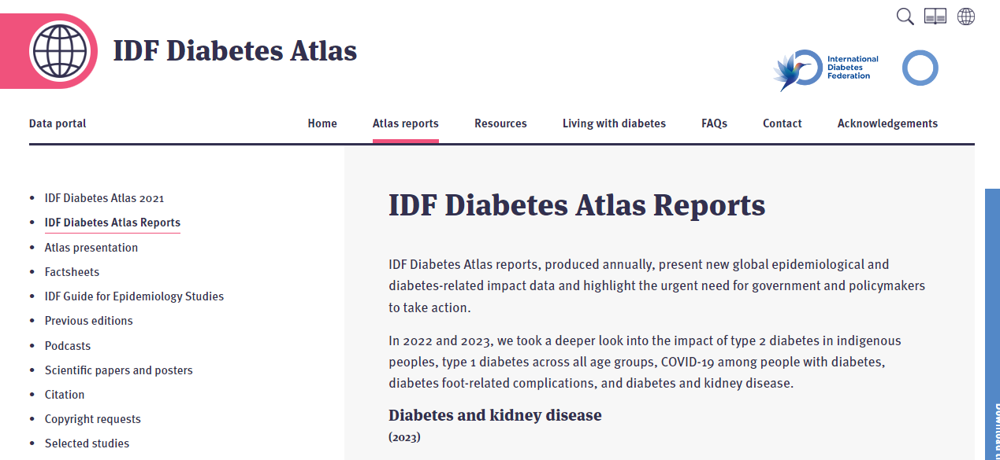 IDF Diabetes Atlas
International
Diabetes
Federation
Data portal
Home
Atlas reports
Resources
Living with diabetes
FAQs
Contact
Acknowledgements
IDF Diabetes Atlas 2021
IDF Diabetes Atlas Reports
Atlas presentation
Factsheets
IDF Guide for Epidemiology Studies
Previous editions
Podcasts
Scientific papers and posters
Citation
Copyright requests
Selected studies
IDF Diabetes Atlas Reports
IDF Diabetes Atlas reports, produced annually, present new global epidemiological and
diabetes-related impact data and highlight the urgent need for government and policymakers
to take action.
In 2022 and 2023, we took a deeper look into the impact of type 2 diabetes in indigenous
peoples, type 1 diabetes across all age groups, COVID-19 among people with diabetes,
diabetes foot-related complications, and diabetes and kidney disease.
Diabetes and kidney disease
(2023)